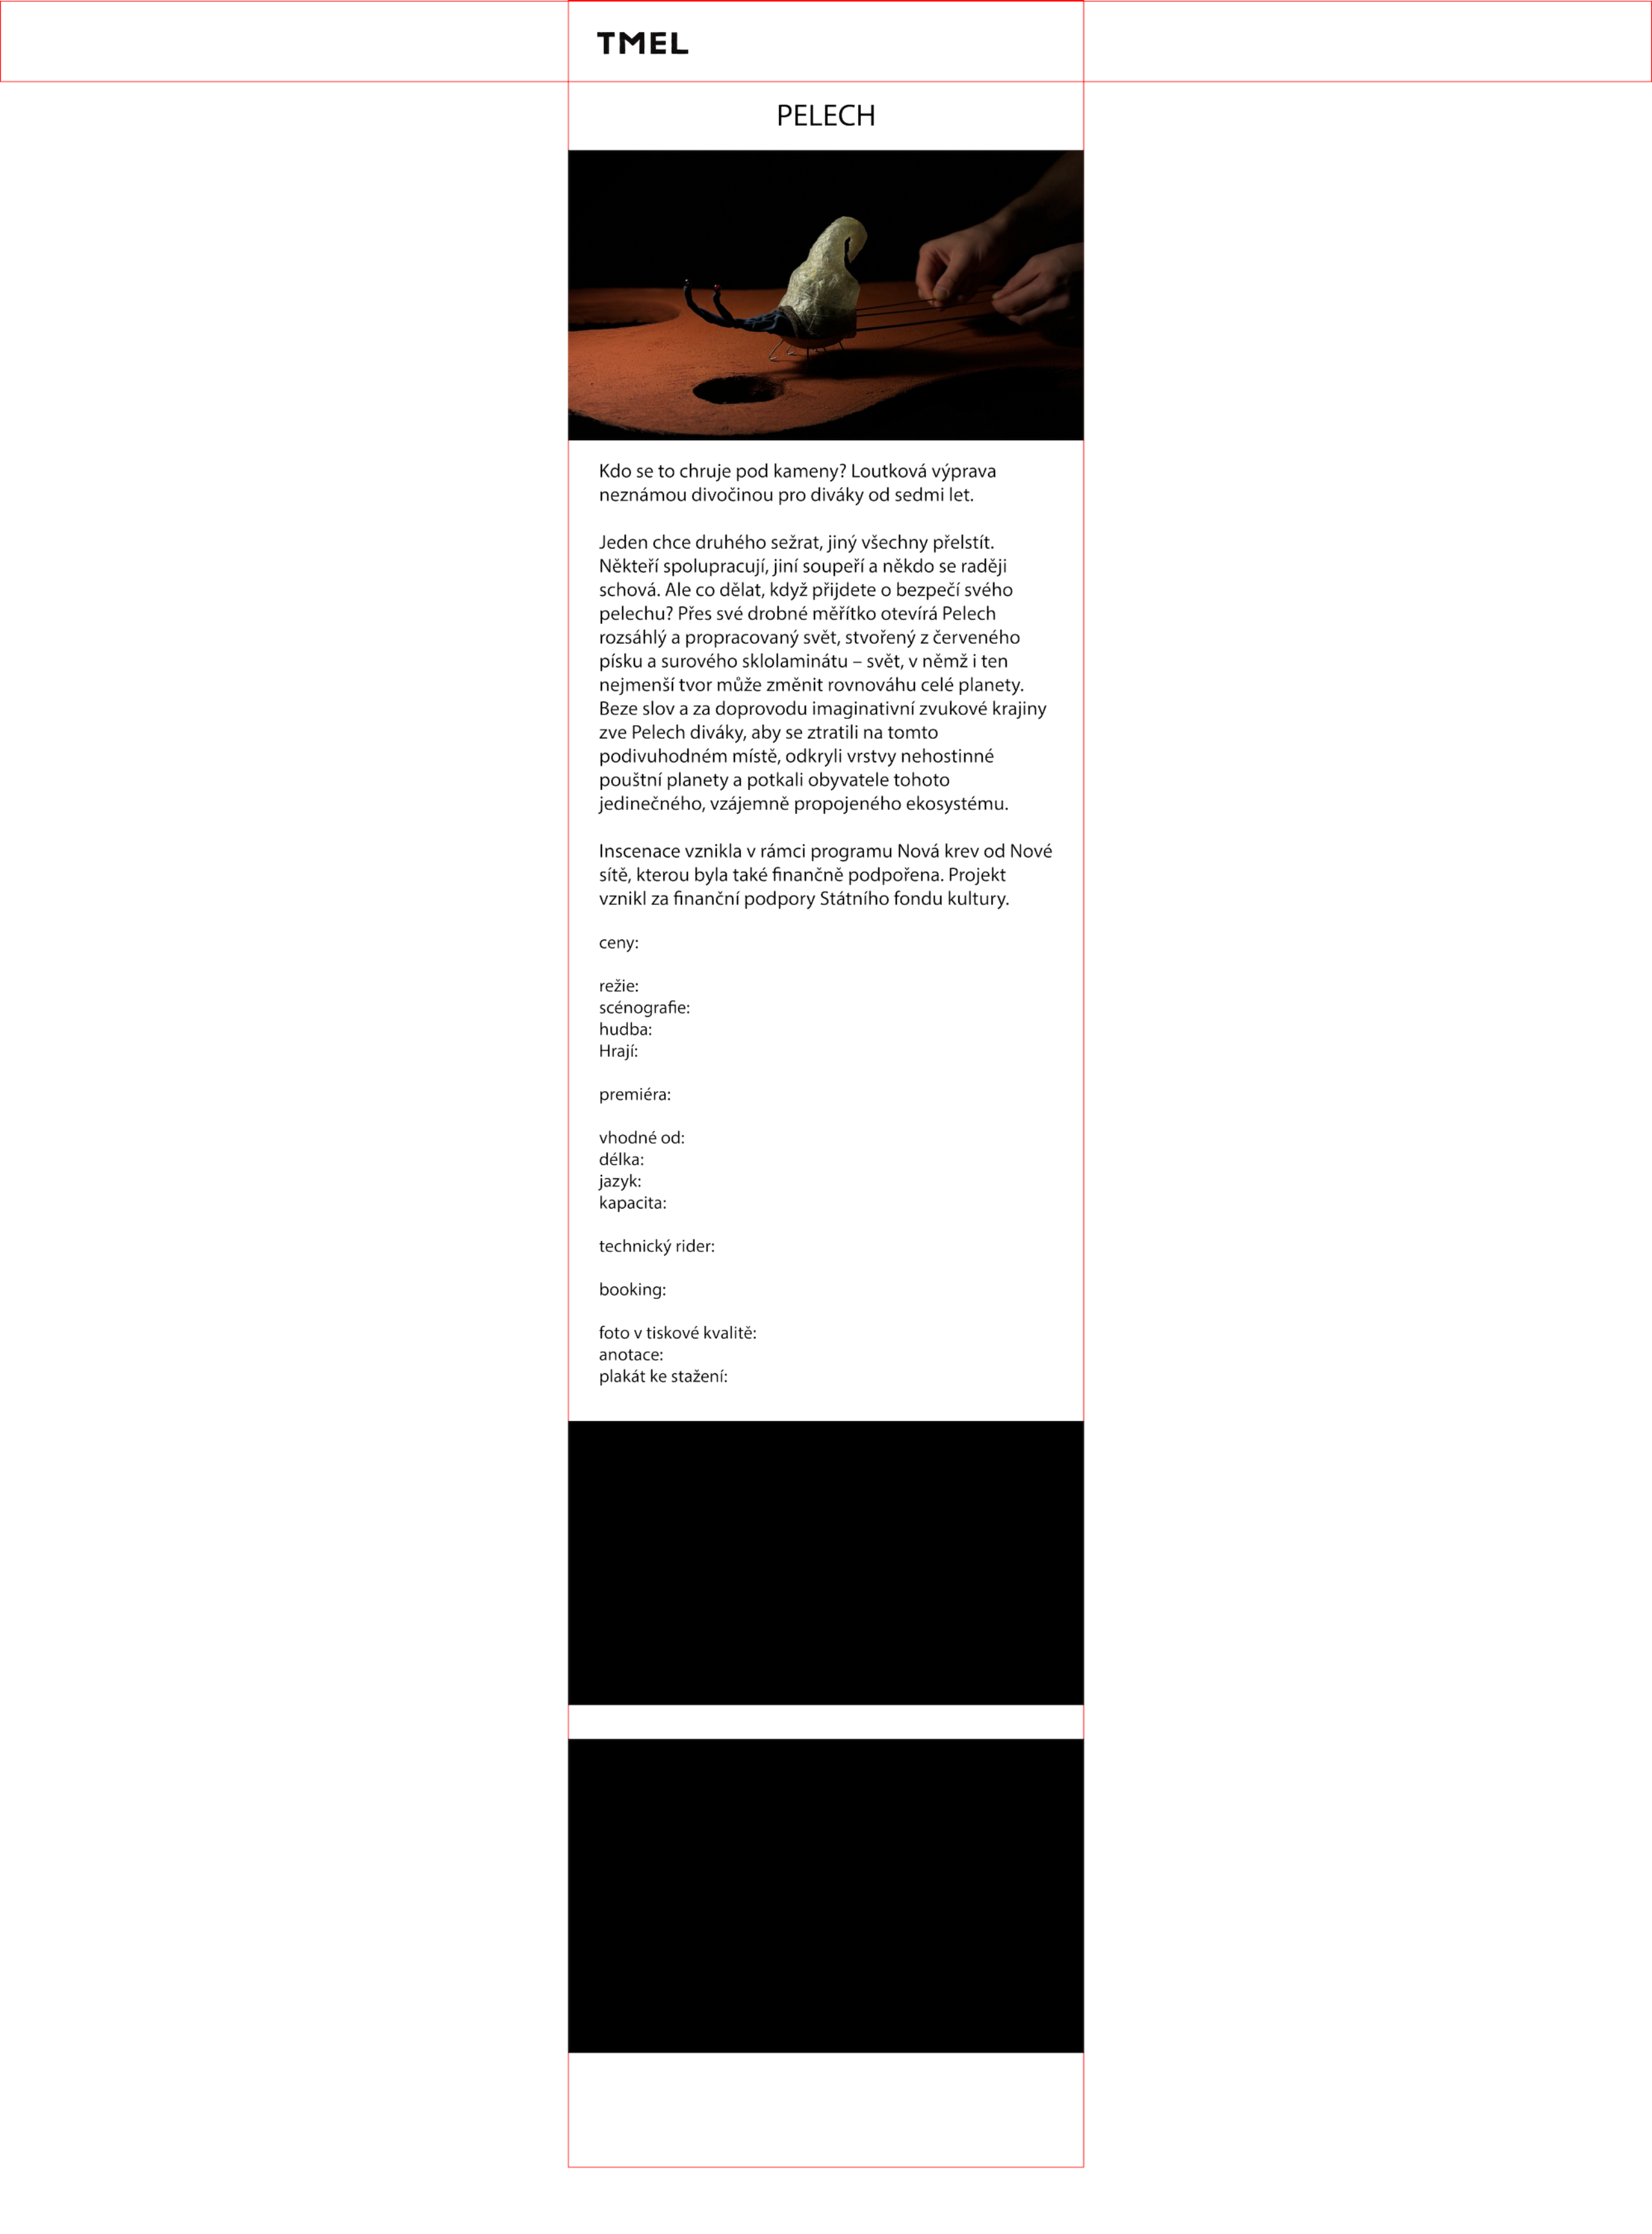 TMEL
PELECH
Kdo se to chruje pod kameny? Loutková výprava
neznámou divočinou pro diváky od sedmi let.
Jeden chce druhého sežrat, jiný všechny přelstít.
Někteří spolupracují, jiní soupeří a někdo se raději
schová. Ale co dělat, když přijdete o bezpečí svého
pelechu? Přes své drobné měřítko otevírá Pelech
rozsáhlý a propracovaný svět, stvořený z červeného
písku a surového sklolaminátu – svět, v němž i ten
nejmenší tvor může změnit rovnováhu celé planety.
Beze slov a za doprovodu imaginativní zvukové krajiny
zve Pelech diváky, aby se ztratili na tomto
podivuhodném místě, odkryli vrstvy nehostinné
pouštní planety a potkali obyvatele tohoto
jedinečného, vzájemně propojeného ekosystému.
Inscenace vznikla v rámci programu Nová krev od Nové
sítě, kterou byla také finančně podpořena. Projekt
vznikl za finanční podpory Státního fondu kultury.
ceny:
režie:
scénografie:
hudba:
Hrají:
premiéra:
vhodné od:
délka:
jazyk:
kapacita:
technický rider:
booking:
foto v tiskové kvalitě:
anotace:
plakát ke stažení: